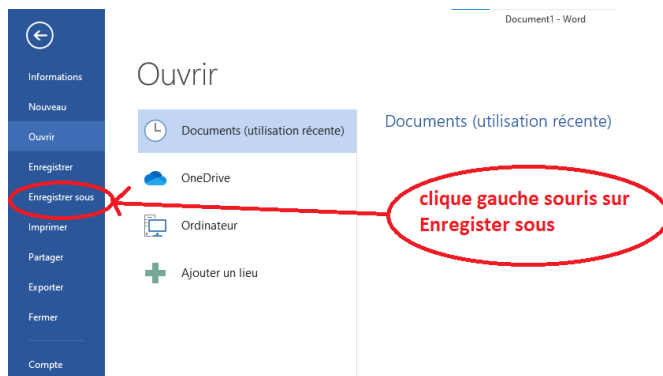 Document1 - Word
Informations
Nouveau
Ouvrir
Enregistrer
Enregistrer sous
Imprimer
Partager
Exporter
Fermer
Compte
Ouvrir
Documents (utilisation récente)
OneDrive
Ordinateur
Ajouter un lieu
Documents (utilisation récente)
clique gauche souris sur
Enregister sous